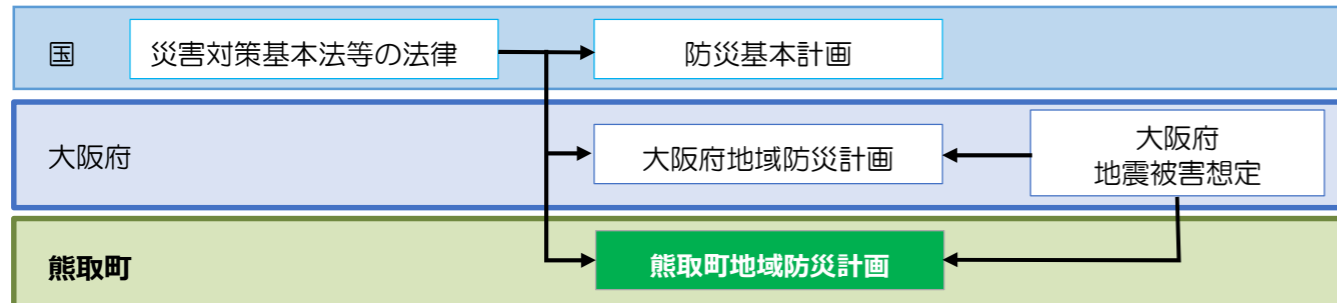 国
災害対策基本法等の法律
防災基本計画
大阪府
大阪府地域防災計画
大阪府
地震被害想定
熊取町
熊取町地域防災計画